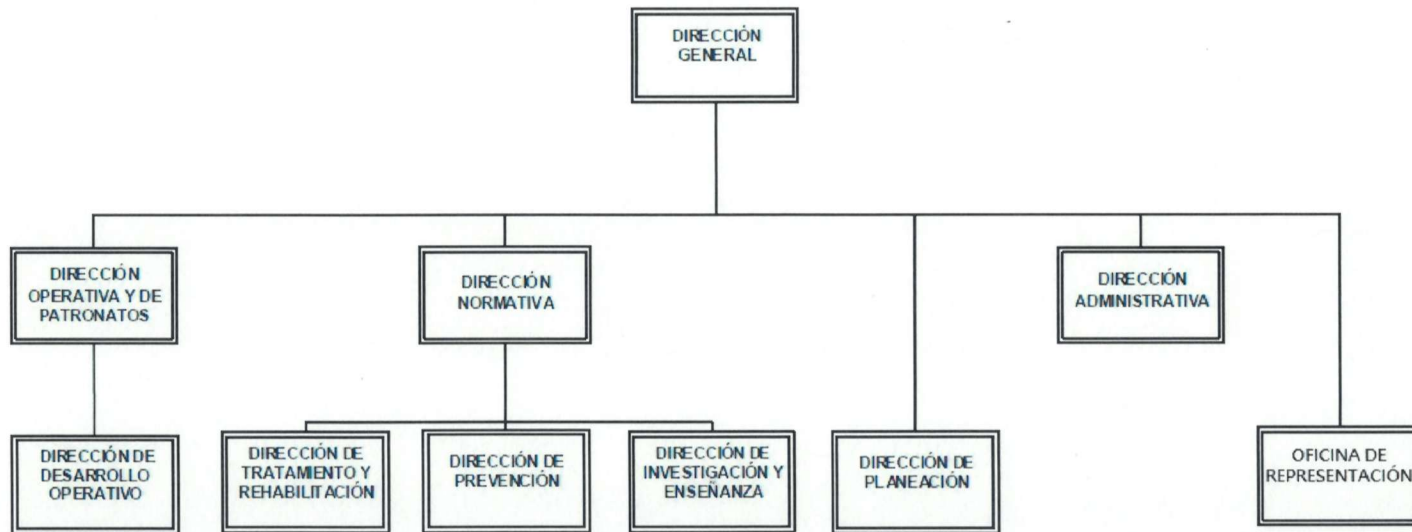 DIRECCIÓN
GENERAL
DIRECCIÓN
OPERATIVA Y DE
PATRONATOS
DIRECCIÓN
NORMATIVA
DIRECCIÓN
ADMINISTRATIVA
DIRECCIÓN DE
DESARROLLO
OPERATIVO
DIRECCIÓN DE
TRATAMIENTO Y
REHABILITACIÓN
DIRECCIÓN DE
PREVENCIÓN
DIRECCIÓN DE
INVESTIGACIÓN Y
ENSEÑANZA
DIRECCIÓN DE
PLANEACIÓN
OFICINA DE
REPRESENTACIÓN